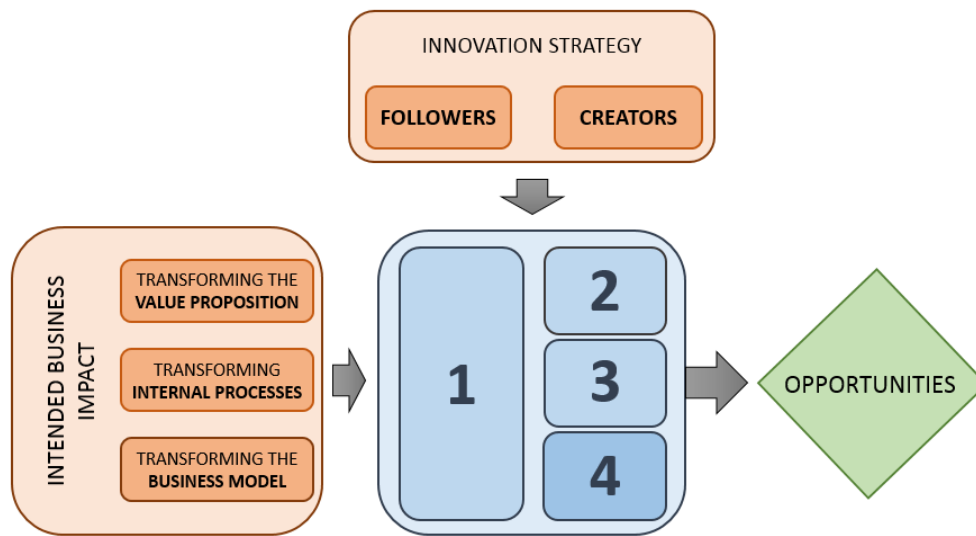 INNOVATION STRATEGY
FOLLOWERS
CREATORS
INTENDED BUSINESS
IMPACT
TRANSFORMING THE
VALUE PROPOSITION
TRANSFORMING
INTERNAL PROCESSES
TRANSFORMING THE
BUSINESS MODEL
1
2
3
4
OPPORTUNITIES